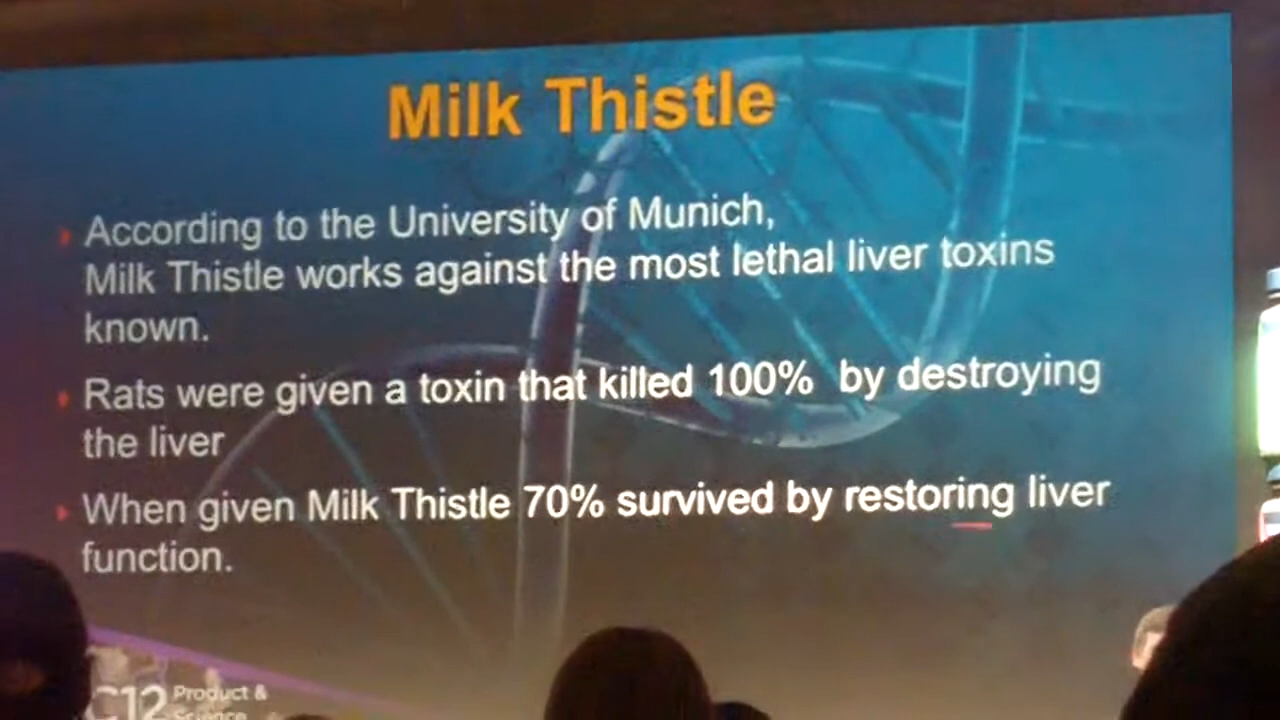 Milk Thistle
According to the University of Munich,
Milk Thistle works against the most lethal liver toxins
known.
Rats were given a toxin that killed 100% by destroying
the liver
When given Milk Thistle 70% survived by restoring liver
function.
C12 Product &
Science